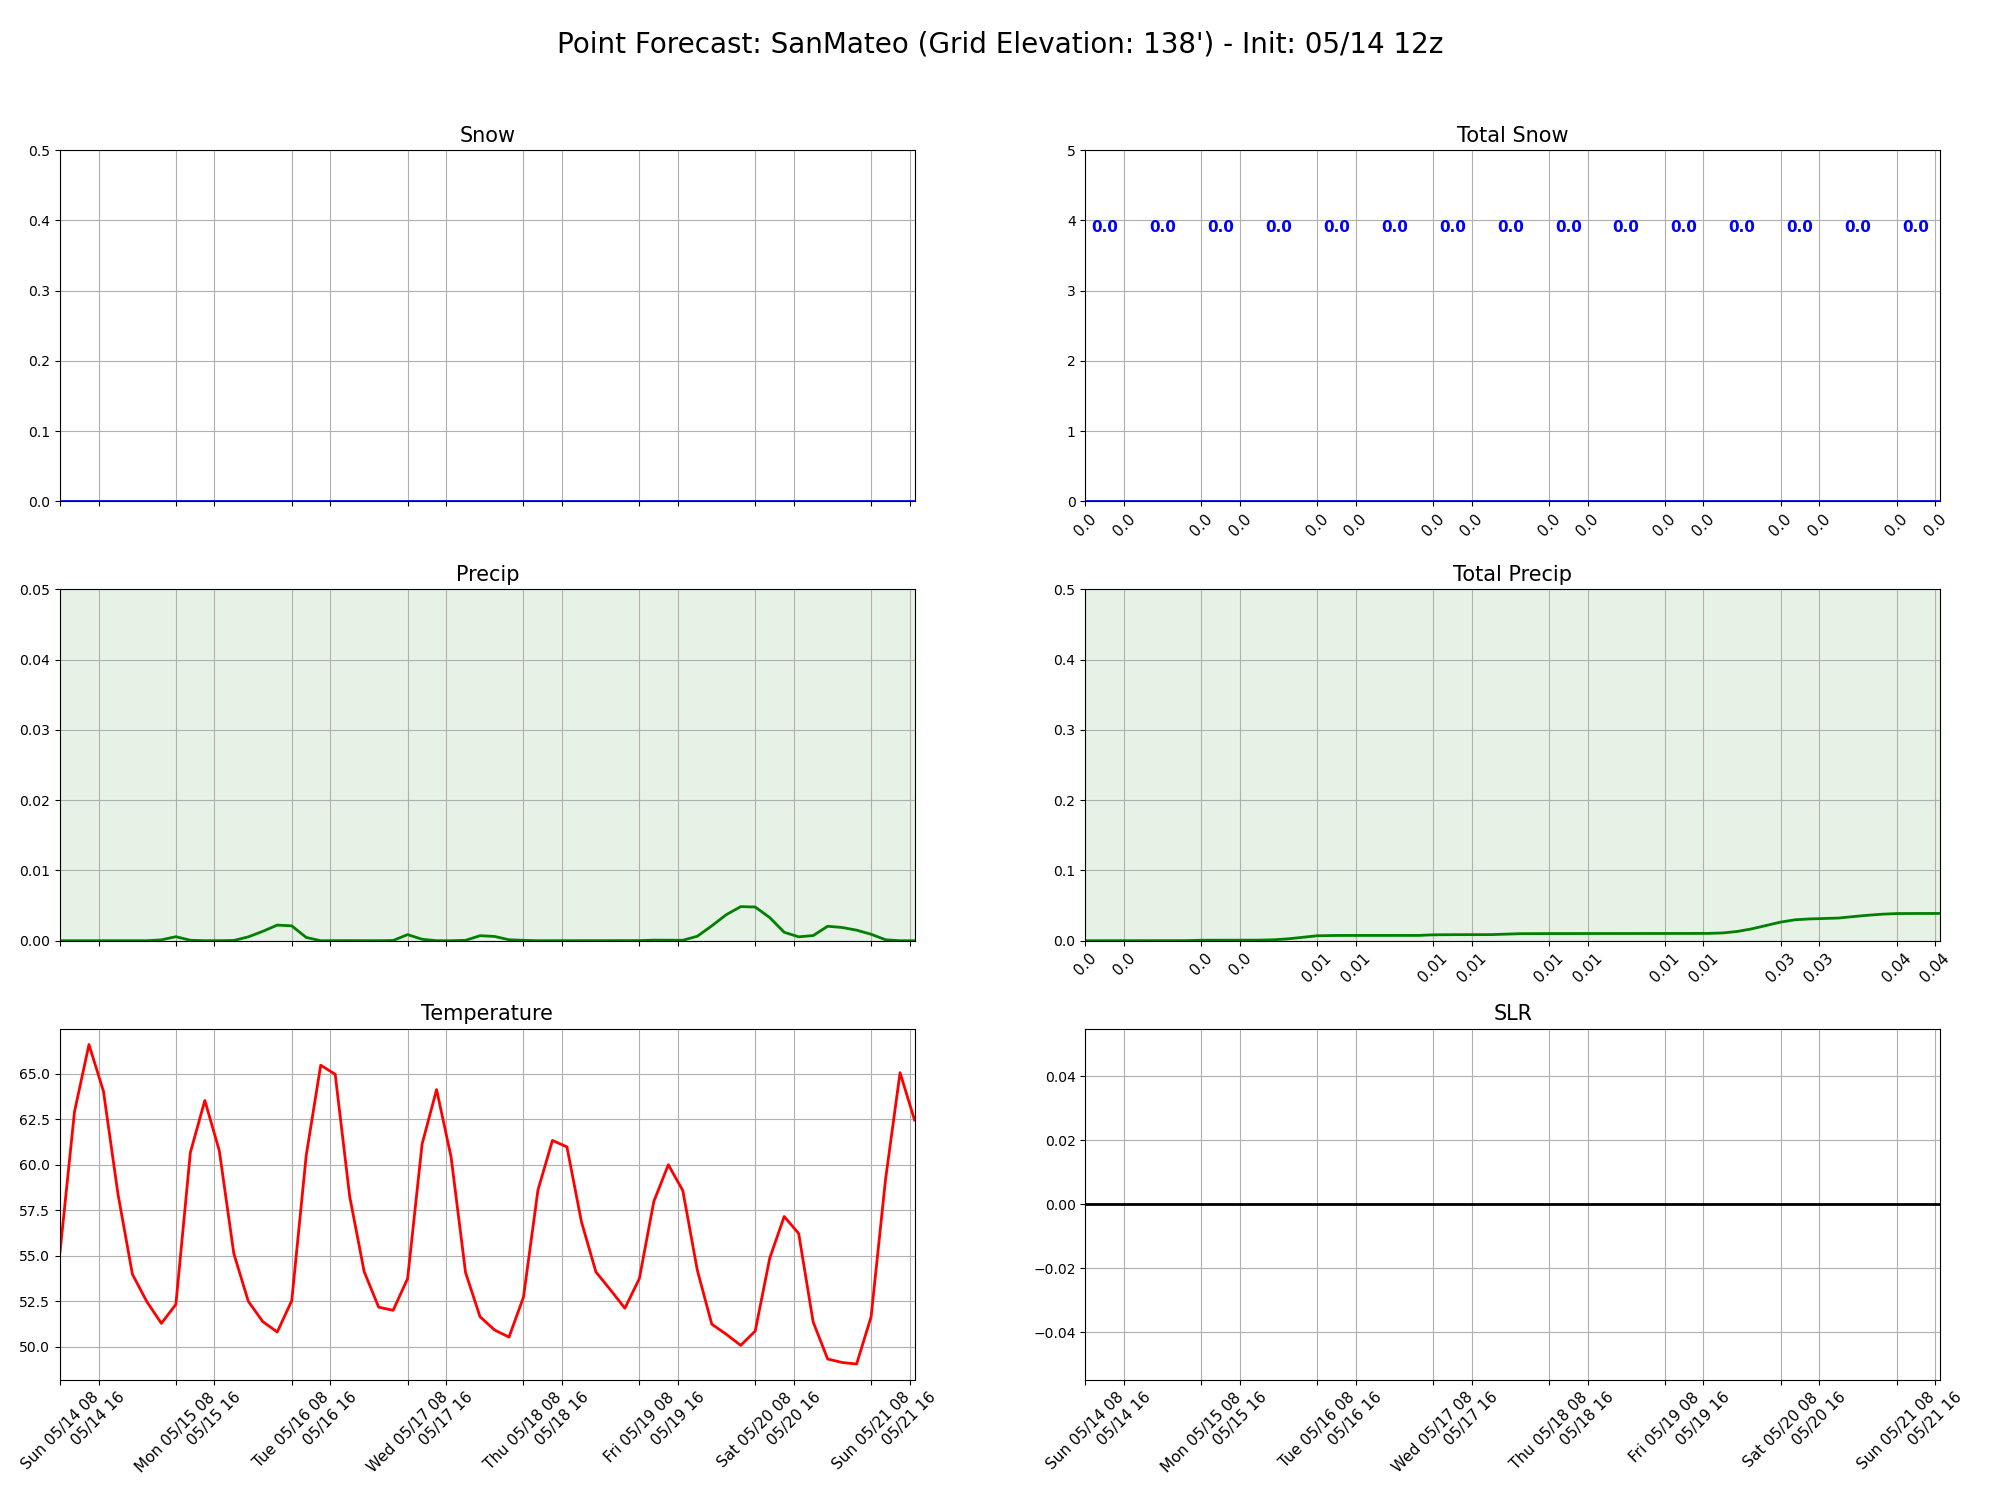 Point Forecast: SanMateo (Grid Elevation: 138') - Init: 05/14 12z
Snow
0.5
0.4
0.3
0.2
0.1
0.0
Total Snow
5
4
3
2
1
0
0.0 0.0 0.0 0.0 0.0 0.0 0.0 0.0 0.0 0.0 0.0 0.0 0.0 0.0 0.0
0.0 0.0 0.0 0.0 0.0 0.0 0.0 0.0 0.0 0.0 0.0 0.0 0.0 0.0 0.0 0.0
Precip
0.05
0.04
0.03
0.02
0.01
0.00
Total Precip
0.5
0.4
0.3
0.2
0.1
0.0
0.0 0.0 0.0 0.0 0.01 0.01 0.01 0.01 0.01 0.01 0.01 0.01 0.03 0.03 0.04 0.04
Temperature
65.0
62.5
60.0
57.5
55.0
52.5
50.0
Sun 05/14 08
05/14 16
Mon 05/15 08
05/15 16
Tue 05/16 08
05/16 16
Wed 05/17 08
05/17 16
Thu 05/18 08
05/18 16
Fri 05/19 08
05/19 16
Sat 05/20 08
05/20 16
Sun 05/21 08
05/21 16
SLR
0.04
0.02
0.00
−0.02
−0.04
Sun 05/14 08
05/14 16
Mon 05/15 08
05/15 16
Tue 05/16 08
05/16 16
Wed 05/17 08
05/17 16
Thu 05/18 08
05/18 16
Fri 05/19 08
05/19 16
Sat 05/20 08
05/20 16
Sun 05/21 08
05/21 16